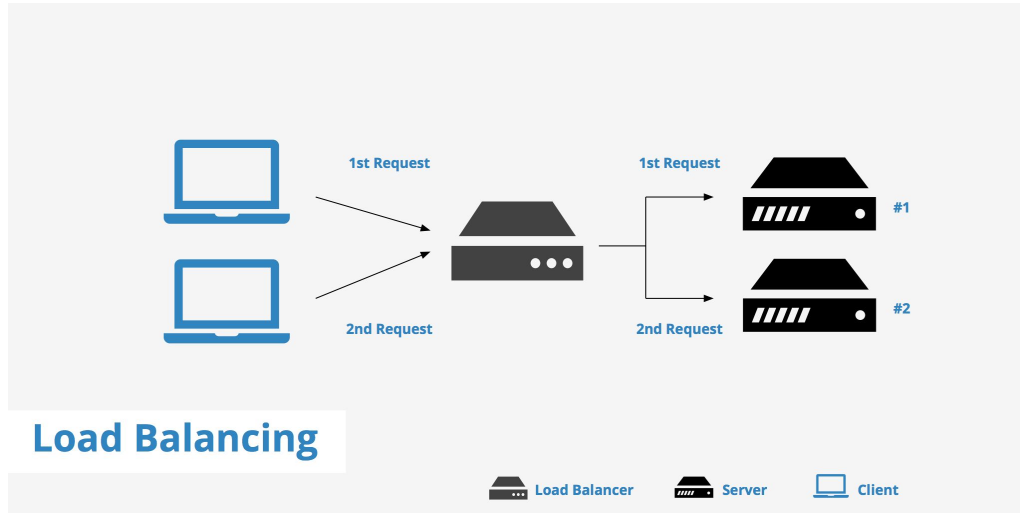 1st Request
1st Request
#1
#2
2nd Request
2nd Request
Load Balancing
Load Balancer
Server
Client